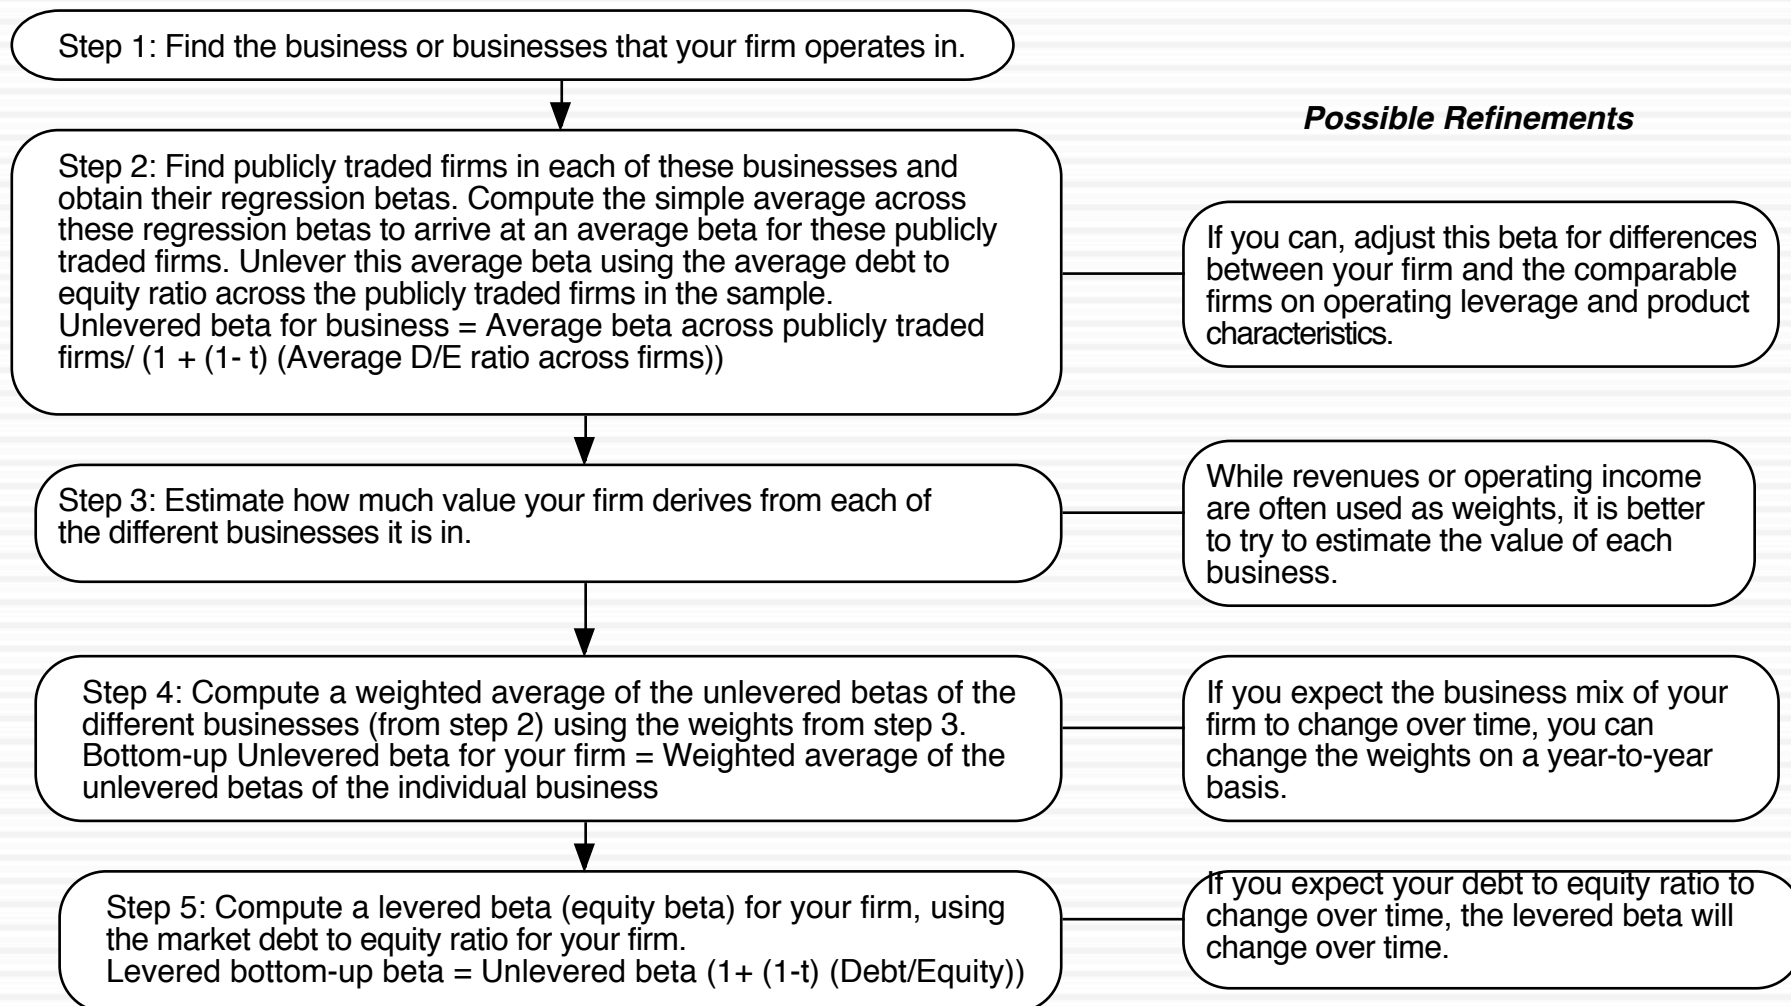 Step 1: Find the business or businesses that your firm operates in.
Possible Refinements
Step 2: Find publicly traded firms in each of these businesses and
obtain their regression betas. Compute the simple average across
these regression betas to arrive at an average beta for these publicly
traded firms. Unlever this average beta using the average debt to
equity ratio across the publicly traded firms in the sample.
Unlevered beta for business = Average beta across publicly traded
firms/ (1 + (1- t) (Average D/E ratio across firms))
If you can, adjust this beta for differences
between your firm and the comparable
firms on operating leverage and product
characteristics.
Step 3: Estimate how much value your firm derives from each of
the different businesses it is in.
While revenues or operating income
are often used as weights, it is better
to try to estimate the value of each
business.
Step 4: Compute a weighted average of the unlevered betas of the
different businesses (from step 2) using the weights from step 3.
Bottom-up Unlevered beta for your firm = Weighted average of the
unlevered betas of the individual business
If you expect the business mix of your
firm to change over time, you can
change the weights on a year-to-year
basis.
Step 5: Compute a levered beta (equity beta) for your firm, using
the market debt to equity ratio for your firm.
Levered bottom-up beta = Unlevered beta (1+ (1-t) (Debt/Equity))
If you expect your debt to equity ratio to
change over time, the levered beta will
change over time.